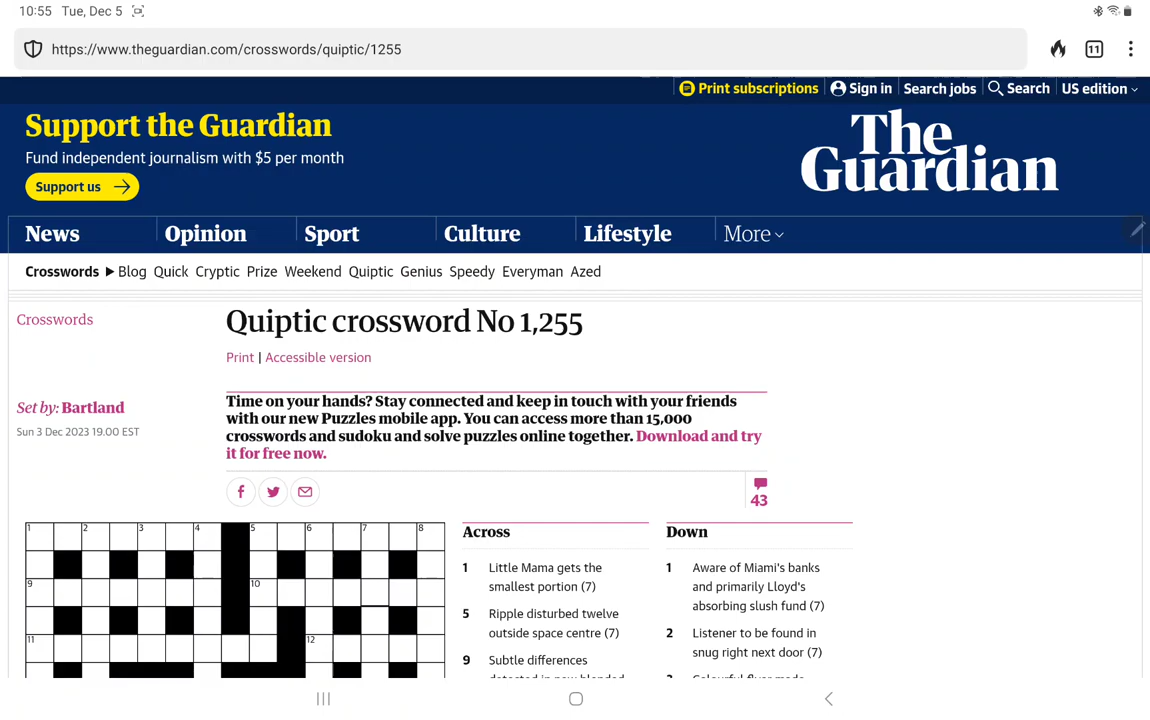 10:55 Tue, Dec 5
https://www.theguardian.com/crosswords/quiptic/1255
11
Print subscriptions
Sign in
Search jobs
Search
US edition
Support the Guardian
Fund independent journalism with $5 per month
Support us
The
Guardian
News
Opinion
Sport
Culture
Lifestyle
More
Crosswords
Blog
Quick
Cryptic
Prize
Weekend
Quiptic
Genius
Speedy
Everyman
Azed
Crosswords
Quiptic crossword No 1,255
Print | Accessible version
Set by: Bartland
Sun 3 Dec 2023 19.00 EST
Time on your hands? Stay connected and keep in touch with your friends
with our new Puzzles mobile app. You can access more than 15,000
crosswords and sudoku and solve puzzles online together. Download and try
it for free now.
43
1 2 3 4 5 6 7 8
9 10
11 12
Across
1 Little Mama gets the
smallest portion (7)
5 Ripple disturbed twelve
outside space centre (7)
9 Subtle differences
Down
1 Aware of Miami's banks
and primarily Lloyd's
absorbing slush fund (7)
2 Listener to be found in
snug right next door (7)